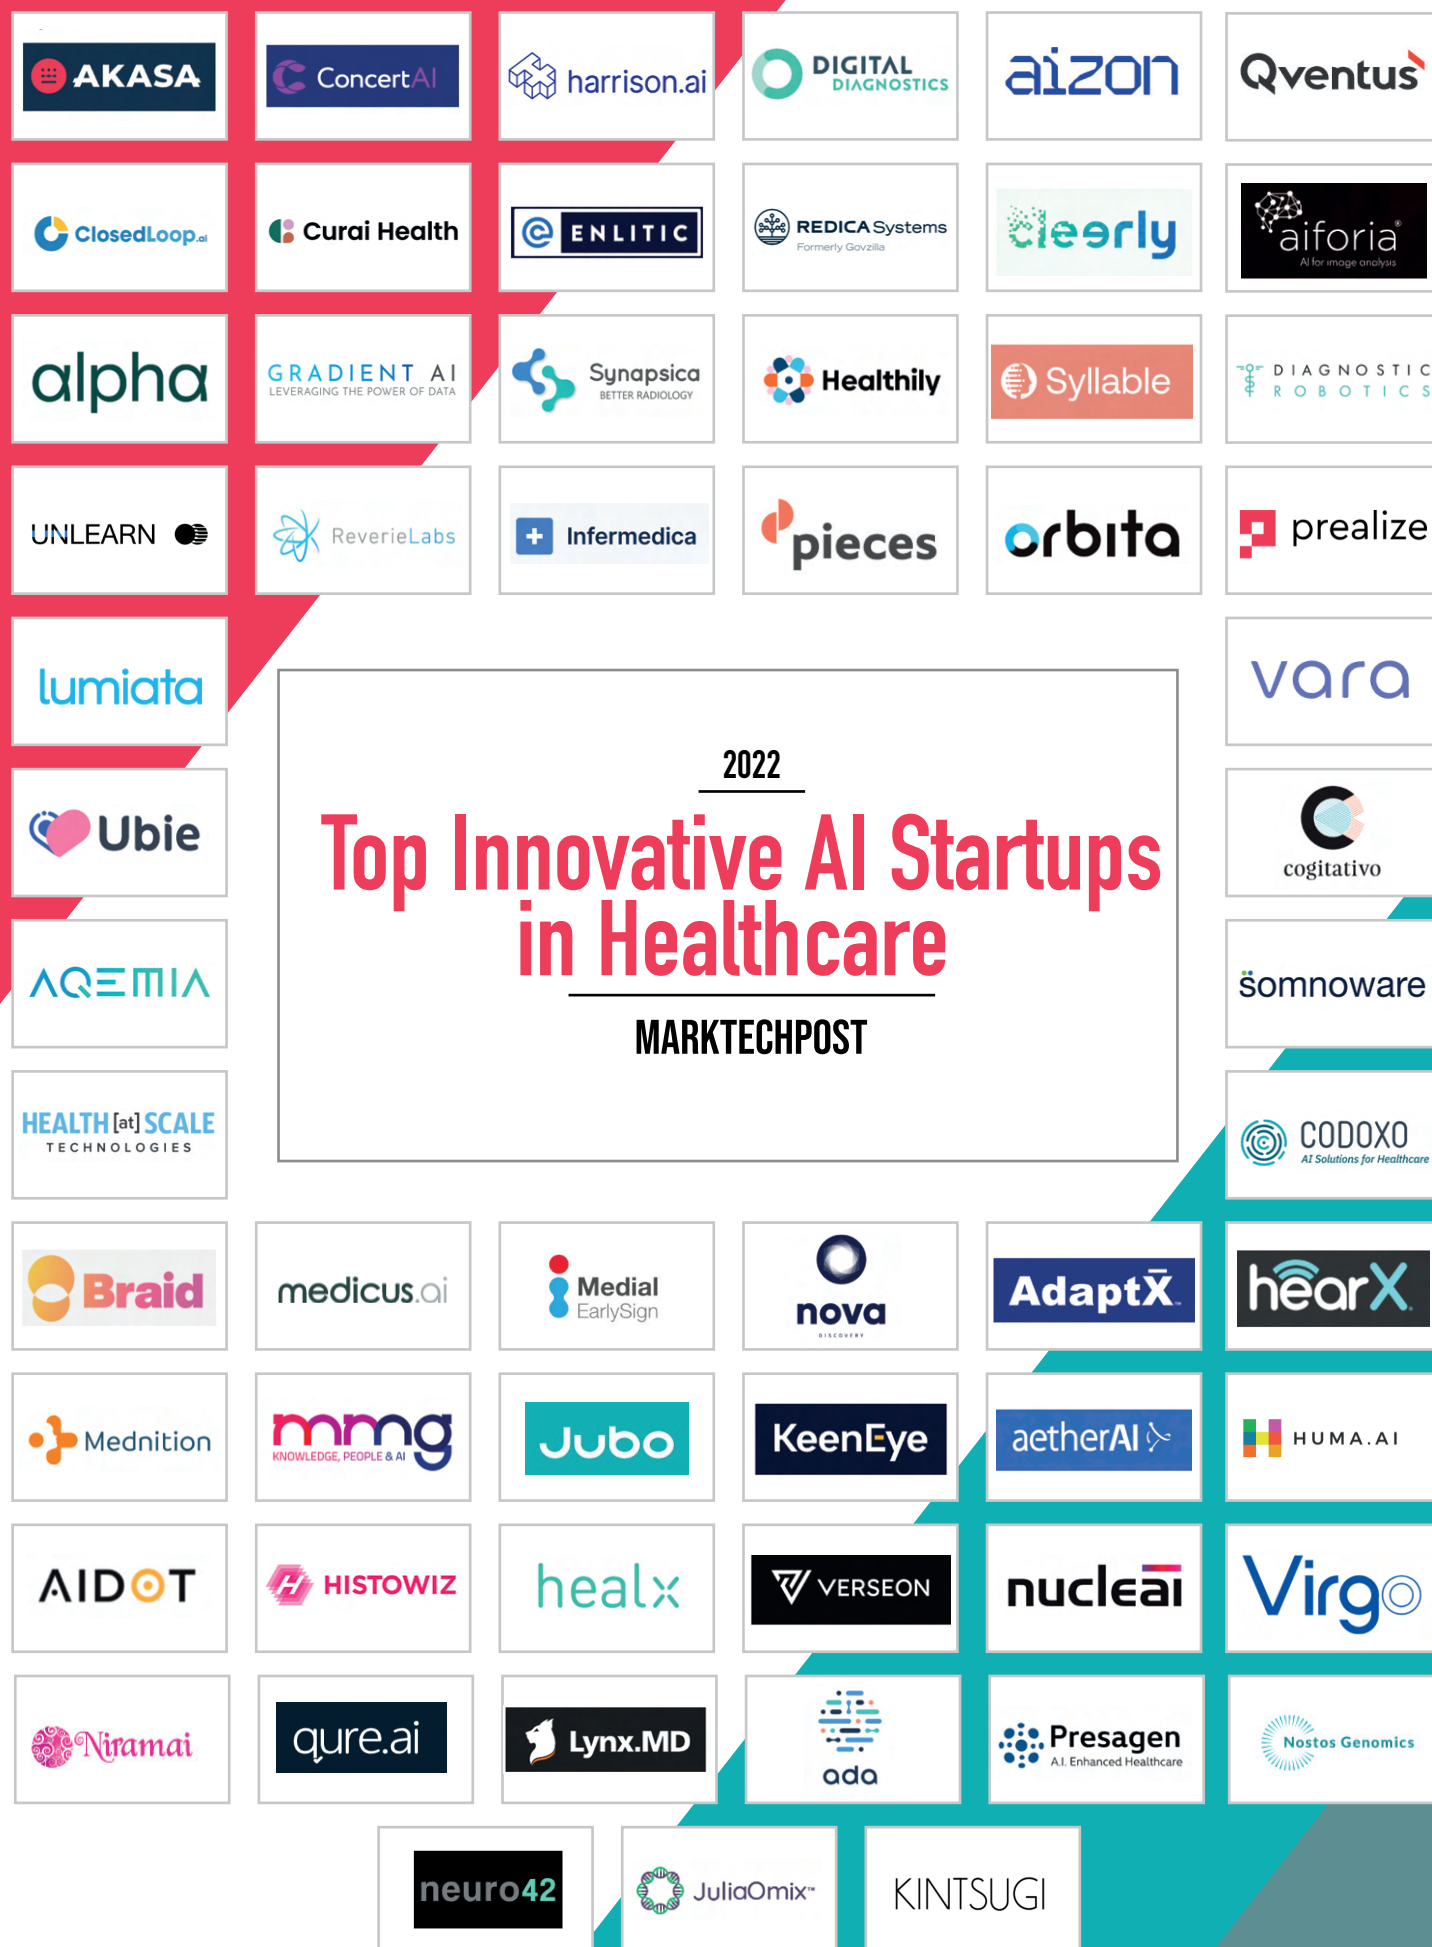 AKASA
ConcertAI
harrison.ai
DIGITAL
DIAGNOSTICS
aizon
Qventus
ClosedLoop.ai
Curai Health
ENLITIC
REDICA Systems
Formerly Govzilla
cleerly
aiforia®
AI for image analysis
alpha
GRADIENT AI
LEVERAGING THE POWER OF DATA
Synapsica
BETTER RADIOLOGY
Healthily
Syllable
DIAGNOSTIC
ROBOTICS
UNLEARN
ReverieLabs
Infermedica
pieces
orbita
prealize
lumiata
vara
2022
Top Innovative AI Startups
in Healthcare
MARKTECHPOST
Ubie
cogitativo
AQEMIA
somnoware
HEALTH [at] SCALE
TECHNOLOGIES
CODOXO
AI Solutions for Healthcare
Braid
medicus.ai
Medial
EarlySign
nova
DISCOVERY
AdaptX
hearX
Mednition
mmg
KNOWLEDGE, PEOPLE & AI
Jubo
KeenEye
aetherAI
HUMA.AI
AIDOT
HISTOWIZ
healx
VERSEON
nucleai
Virgo
Niramai
qure.ai
Lynx.MD
ada
Presagen
A.I. Enhanced Healthcare
Nostos Genomics
neuro42
JuliaOmix™
KINTSUGI